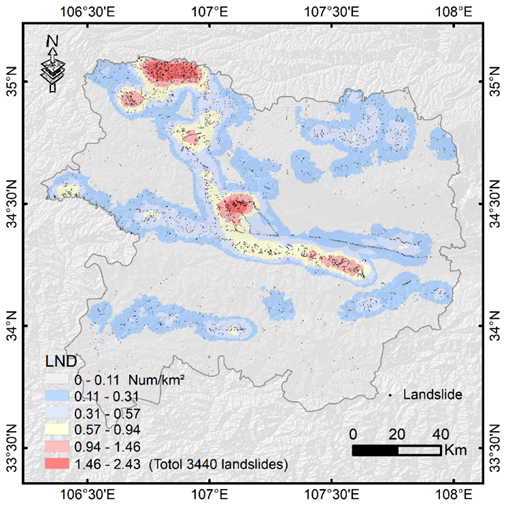 106°30'E 107°E 107°30'E 108°E
N
35°N 35°N
34°30'N 34°30'N
34°N 34°N
33°30'N 33°30'N
LND
0 - 0.11 Num/km²
0.11 - 0.31
0.31 - 0.57
0.57 - 0.94
0.94 - 1.46
1.46 - 2.43 (Totol 3440 landslides)
Landslide
0 20 40
Km
106°30'E 107°E 107°30'E 108°E